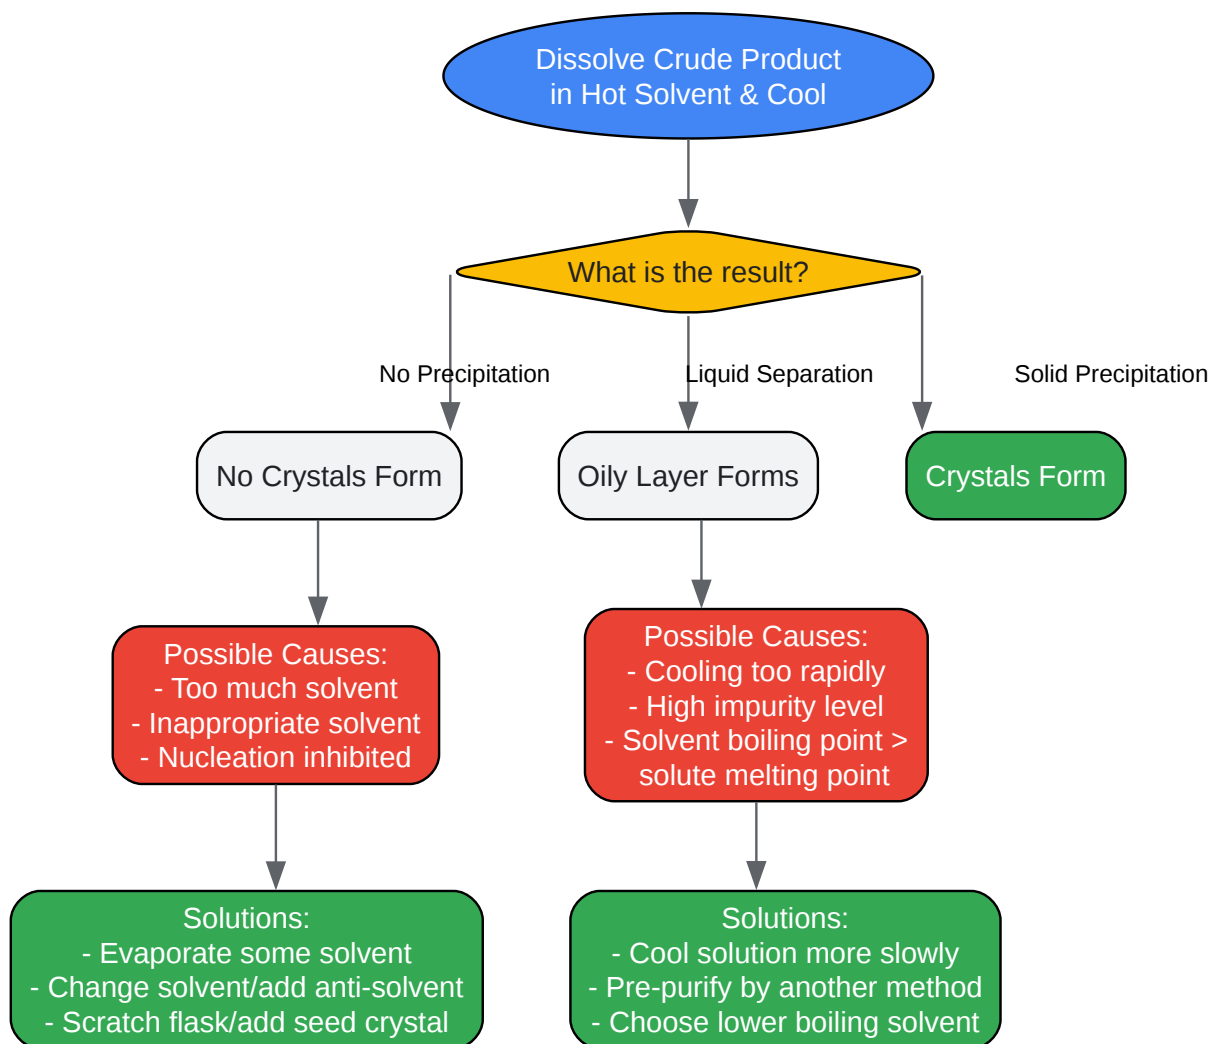 Dissolve Crude Product
in Hot Solvent & Cool
What is the result?
No Precipitation
Liquid Separation
Solid Precipitation
No Crystals Form
Oily Layer Forms
Crystals Form
Possible Causes:
- Too much solvent
- Inappropriate solvent
- Nucleation inhibited
Possible Causes:
- Cooling too rapidly
- High impurity level
- Solvent boiling point >
solute melting point
Solutions:
- Evaporate some solvent
- Change solvent/add anti-solvent
- Scratch flask/add seed crystal
Solutions:
- Cool solution more slowly
- Pre-purify by another method
- Choose lower boiling solvent